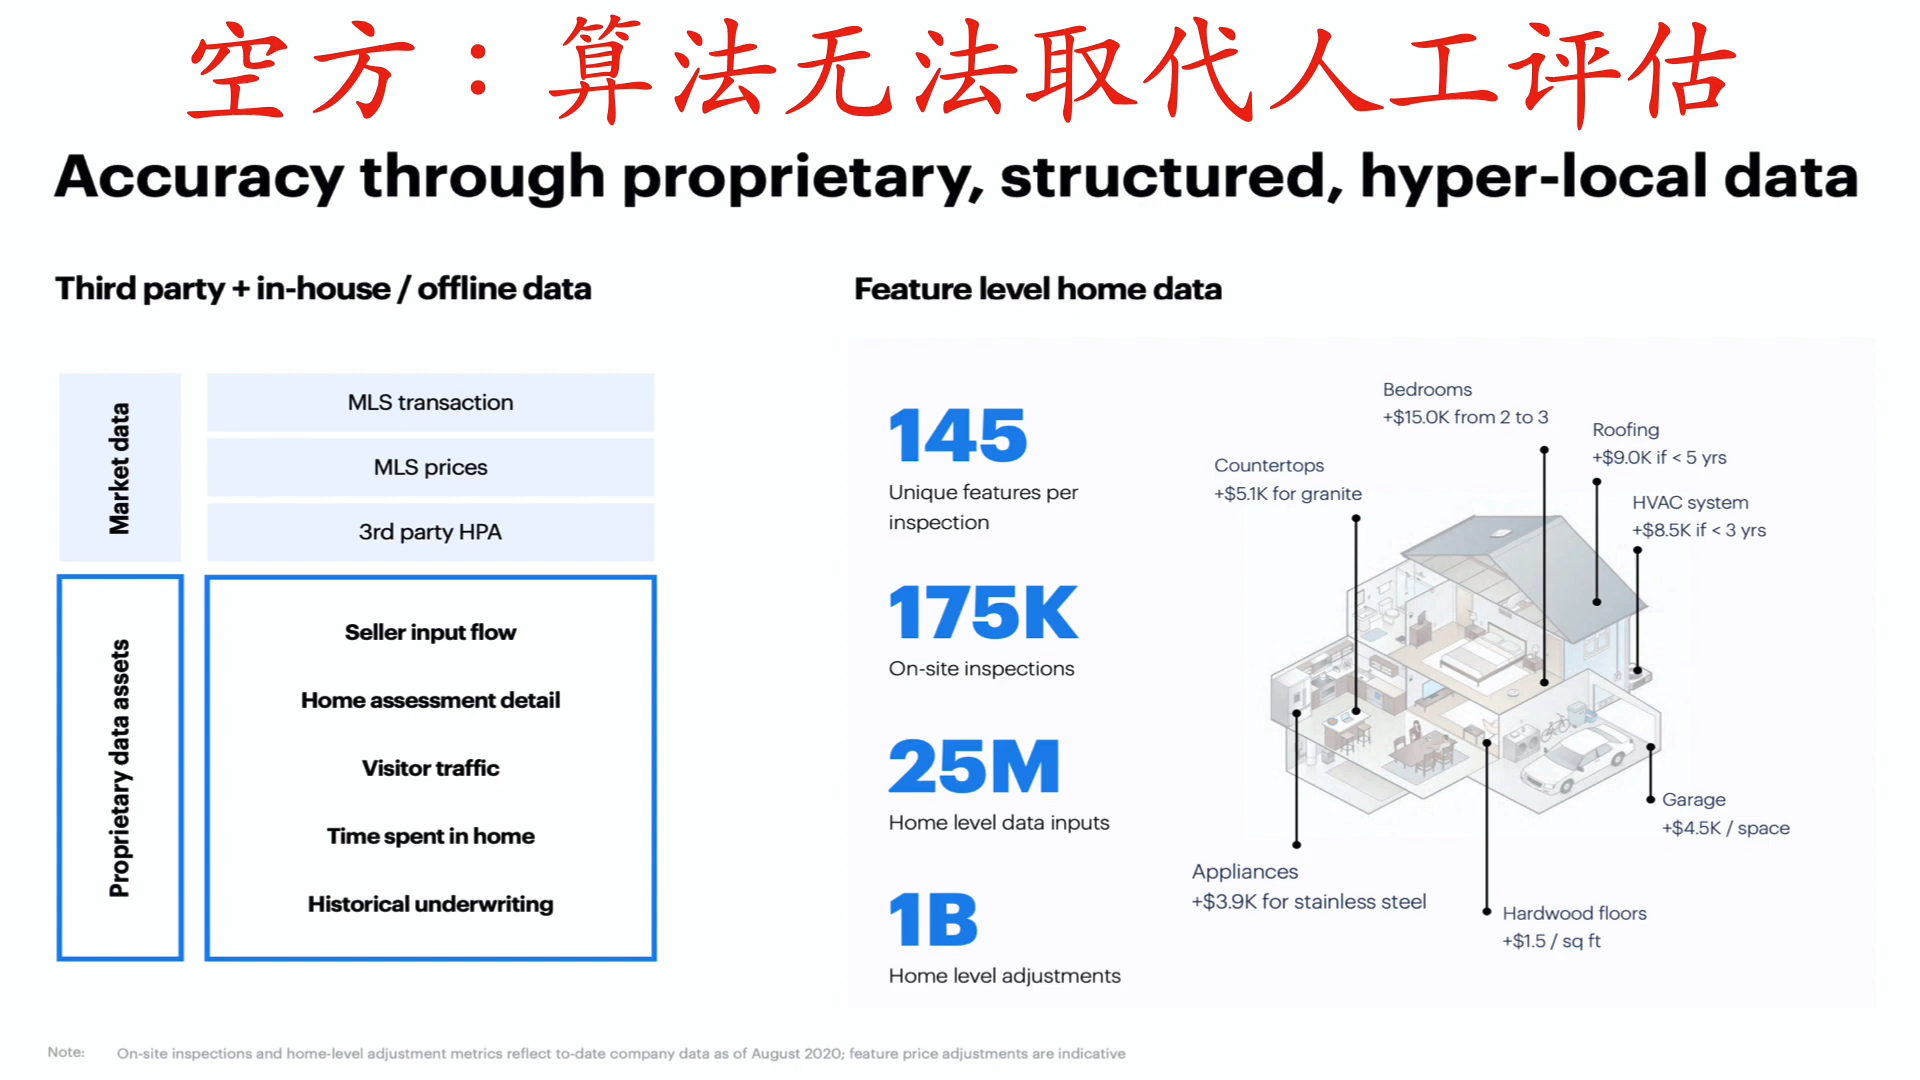 空方：算法无法取代人工评估
Accuracy through proprietary, structured, hyper-local data
Third party + in-house / offline data
Market data
MLS transaction
MLS prices
3rd party HPA
Proprietary data assets
Seller input flow
Home assessment detail
Visitor traffic
Time spent in home
Historical underwriting
Feature level home data
145
Unique features per
inspection
175K
On-site inspections
25M
Home level data inputs
1B
Home level adjustments
Bedrooms
+$15.0K from 2 to 3
Roofing
+$9.0K if < 5 yrs
Countertops
+$5.1K for granite
HVAC system
+$8.5K if < 3 yrs
Garage
+$4.5K / space
Appliances
+$3.9K for stainless steel
Hardwood floors
+$1.5 / sq ft
Note: On-site inspections and home-level adjustment metrics reflect to-date company data as of August 2020; feature price adjustments are indicative